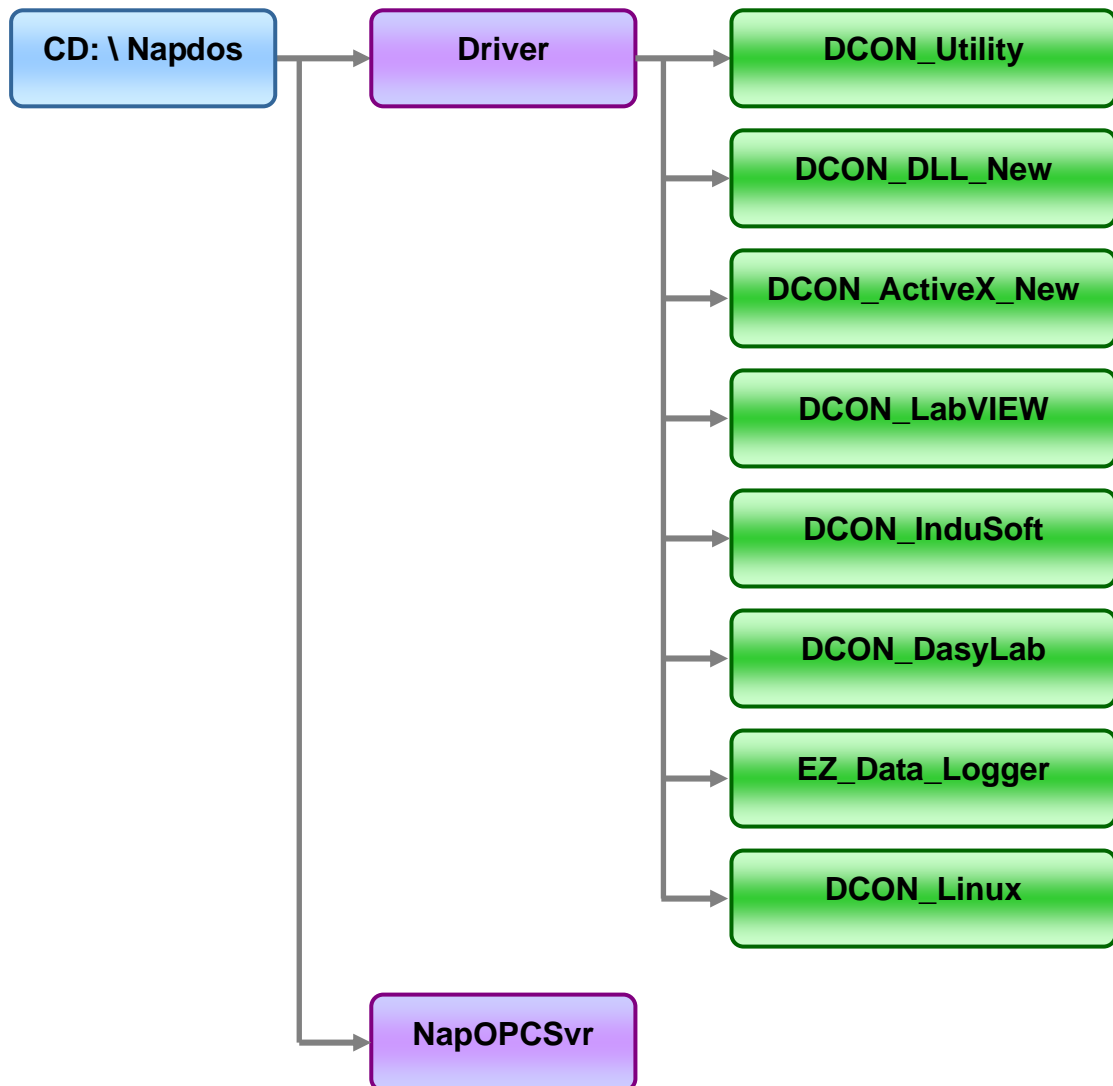 CD: \ Napdos
Driver
DCON_Utility
DCON_DLL_New
DCON_ActiveX_New
DCON_LabVIEW
DCON_InduSoft
DCON_DasyLab
EZ_Data_Logger
DCON_Linux
NapOPCSvr